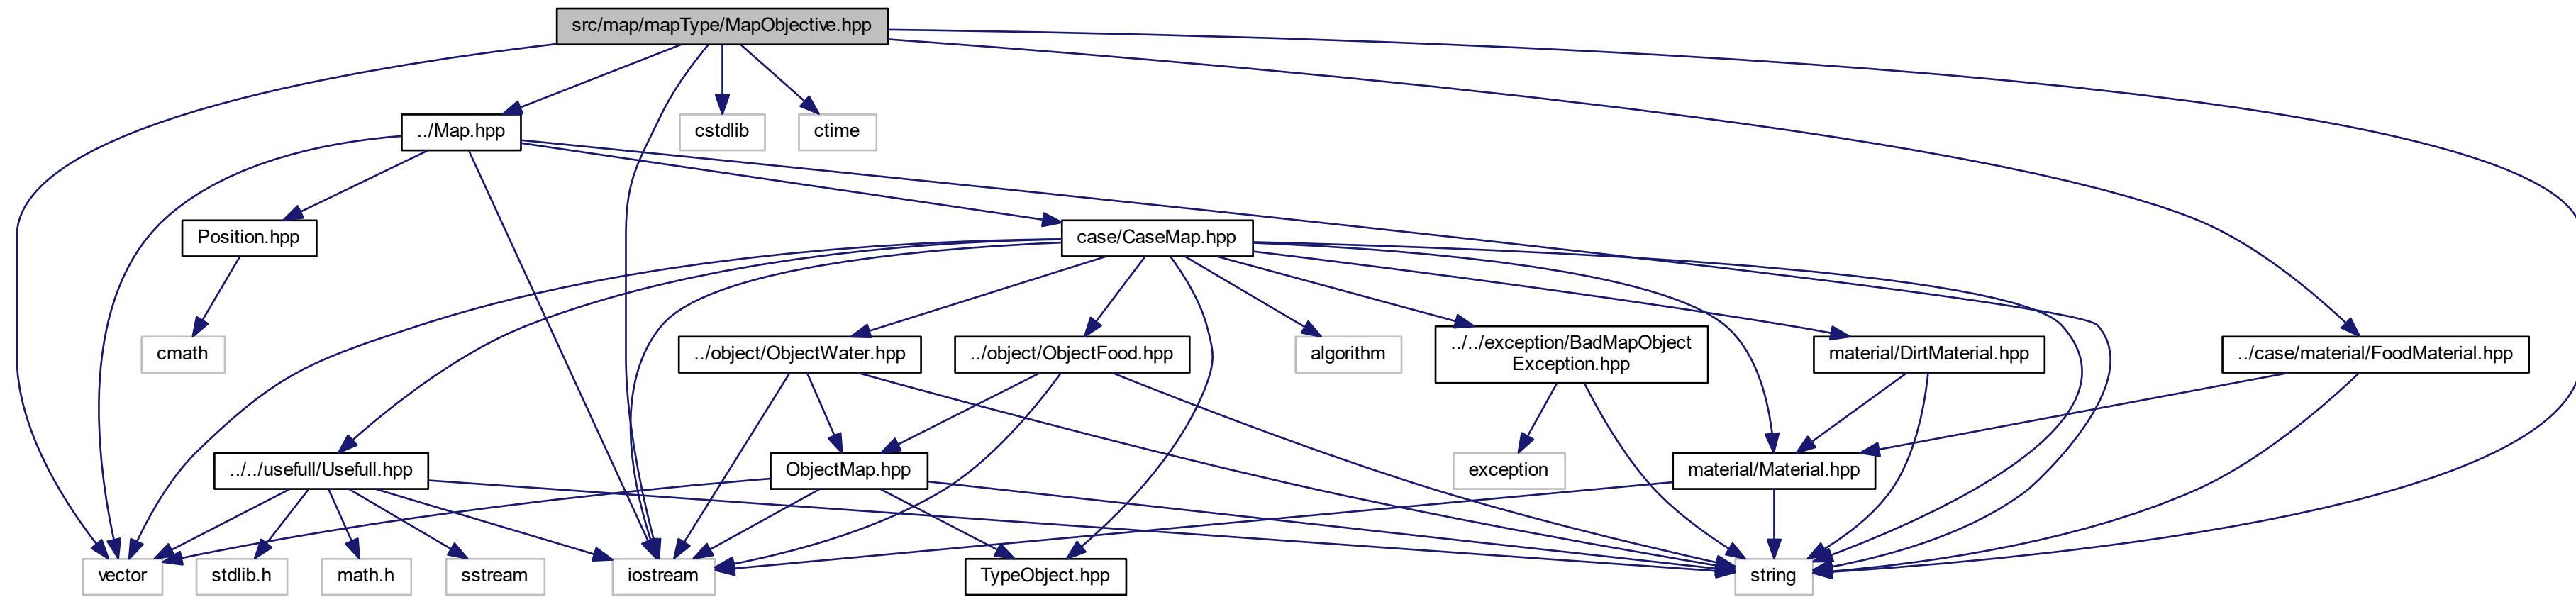 src/map/mapType/MapObjective.hpp
../Map.hpp
cstdlib
ctime
Position.hpp
case/CaseMap.hpp
cmath
../object/ObjectWater.hpp
../object/ObjectFood.hpp
algorithm
../../exception/BadMapObject
Exception.hpp
material/DirtMaterial.hpp
../case/material/FoodMaterial.hpp
../../usefull/Usefull.hpp
ObjectMap.hpp
exception
material/Material.hpp
vector
stdlib.h
math.h
sstream
iostream
TypeObject.hpp
string